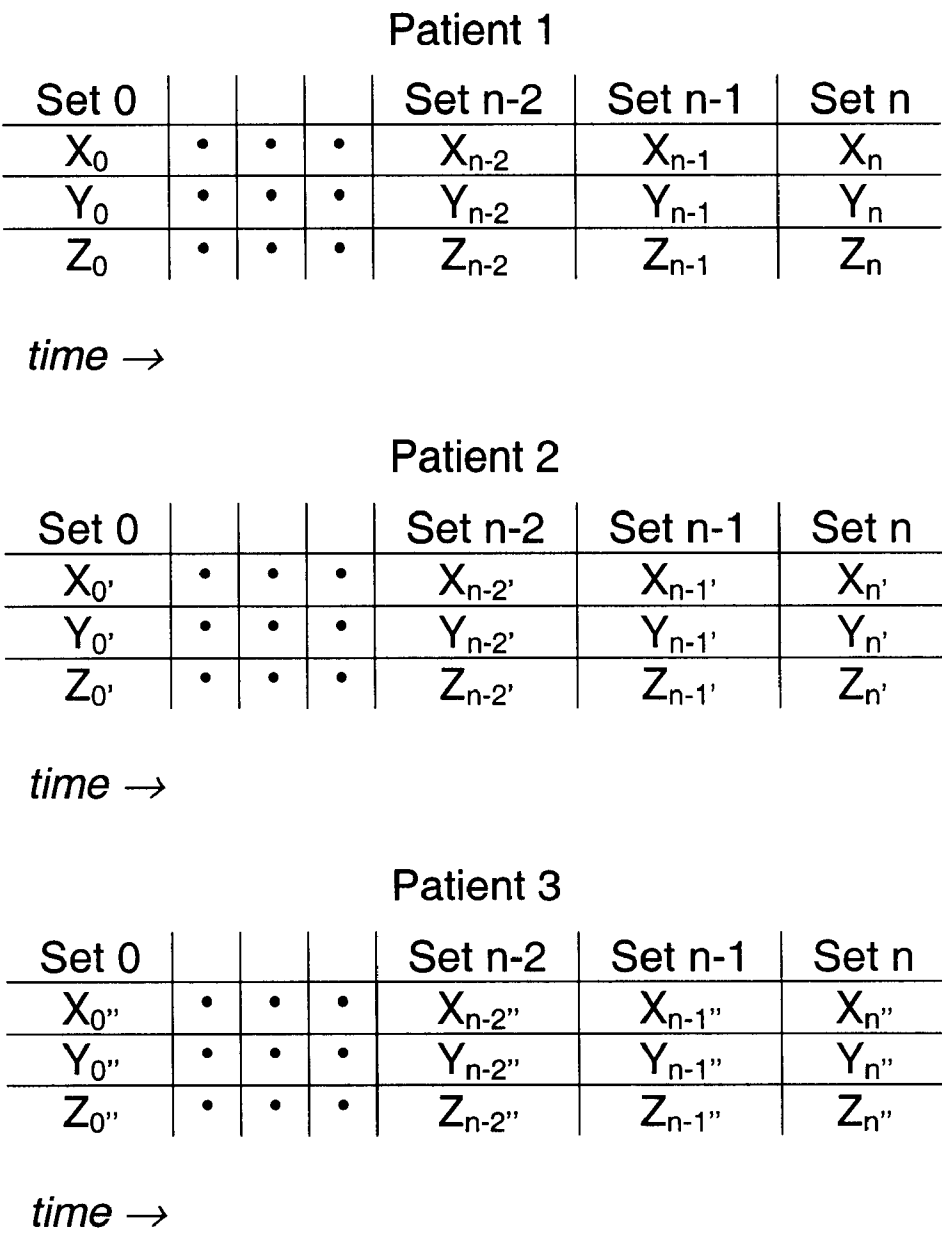 Patient 1
Set 0 Set n-2 Set n-1 Set n
X0 • • • Xn-2 Xn-1 Xn
Y0 • • • Yn-2 Yn-1 Yn
Z0 • • • Zn-2 Zn-1 Zn
time →
Patient 2
Set 0 Set n-2 Set n-1 Set n
X0' • • • Xn-2' Xn-1' Xn'
Y0' • • • Yn-2' Yn-1' Yn'
Z0' • • • Zn-2' Zn-1' Zn'
time →
Patient 3
Set 0 Set n-2 Set n-1 Set n
X0" • • • Xn-2" Xn-1" Xn"
Y0" • • • Yn-2" Yn-1" Yn"
Z0" • • • Zn-2" Zn-1" Zn"
time →